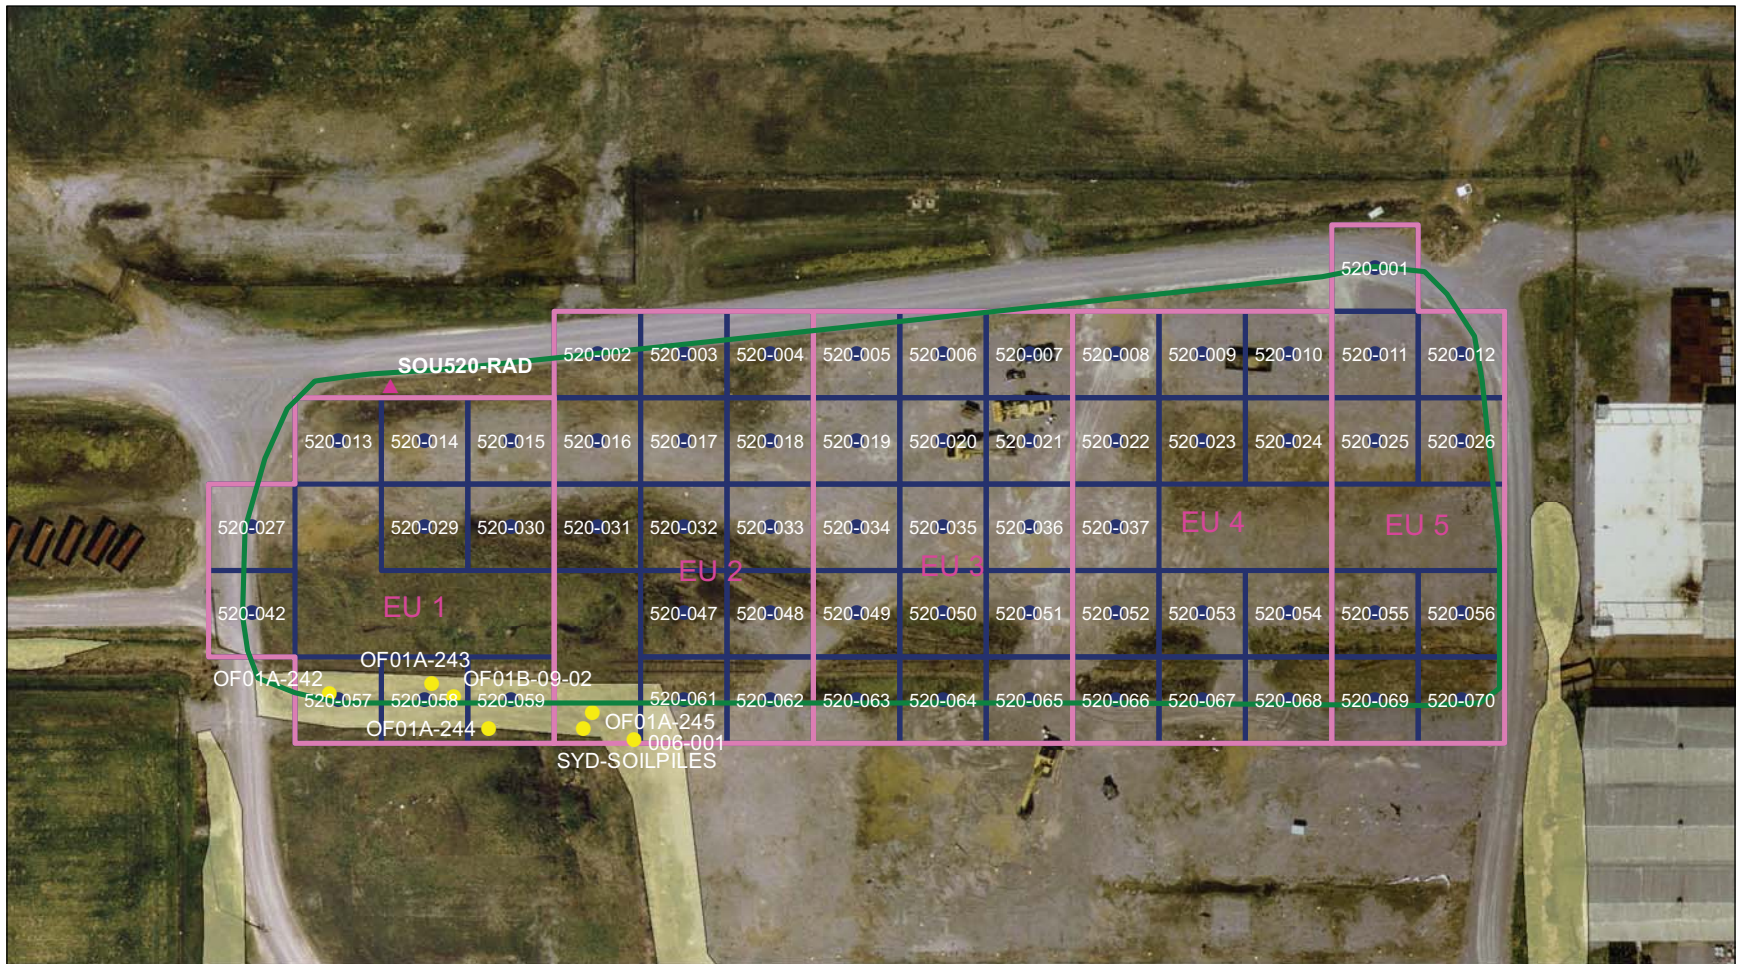 520-001
SOU520-RAD
520-002 520-003 520-004 520-005 520-006 520-007 520-008 520-009 520-010 520-011 520-012
520-013 520-014 520-015 520-016 520-017 520-018 520-019 520-020 520-021 520-022 520-023 520-024 520-025 520-026
520-027 520-029 520-030 520-031 520-032 520-033 520-034 520-035 520-036 520-037 EU 4 EU 5
EU 2 EU 3
EU 1
520-042 520-047 520-048 520-049 520-050 520-051 520-052 520-053 520-054 520-055 520-056
OF01A-243
OF01A-242 OF01B-09-02
520-057 520-058 520-059 520-061 520-062 520-063 520-064 520-065 520-066 520-067 520-068 520-069 520-070
OF01A-244 OF01A-245
006-001
SYD-SOILPILES